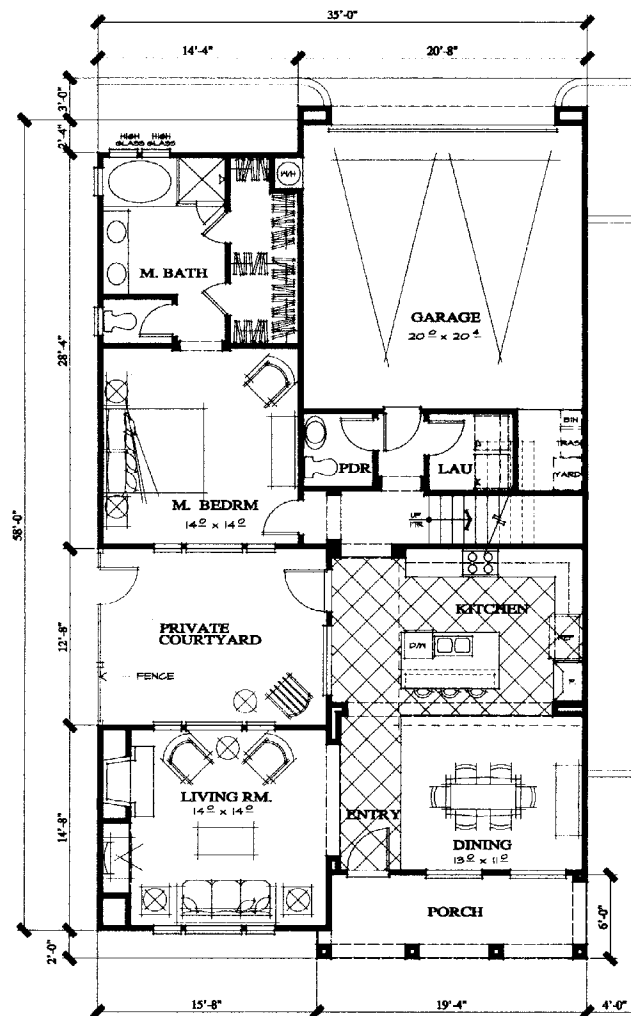 35'-0"
14'-4"
20'-8"
3'-0"
2'-4"
HIGH GLASS
HIGH GLASS
W/H
M. BATH
GARAGE
20⁰ x 20⁴
28'-4"
BIN
TRASH
YARD
PDR
LAU
M. BEDRM
14⁰ x 14⁰
UP
58'-0"
KITCHEN
PRIVATE
COURTYARD
12'-8"
D/W
FENCE
LIVING RM.
14⁰ x 14⁰
ENTRY
14'-8"
DINING
13⁰ x 11⁰
PORCH
6'-0"
2'-0"
15'-8"
19'-4"
4'-0"